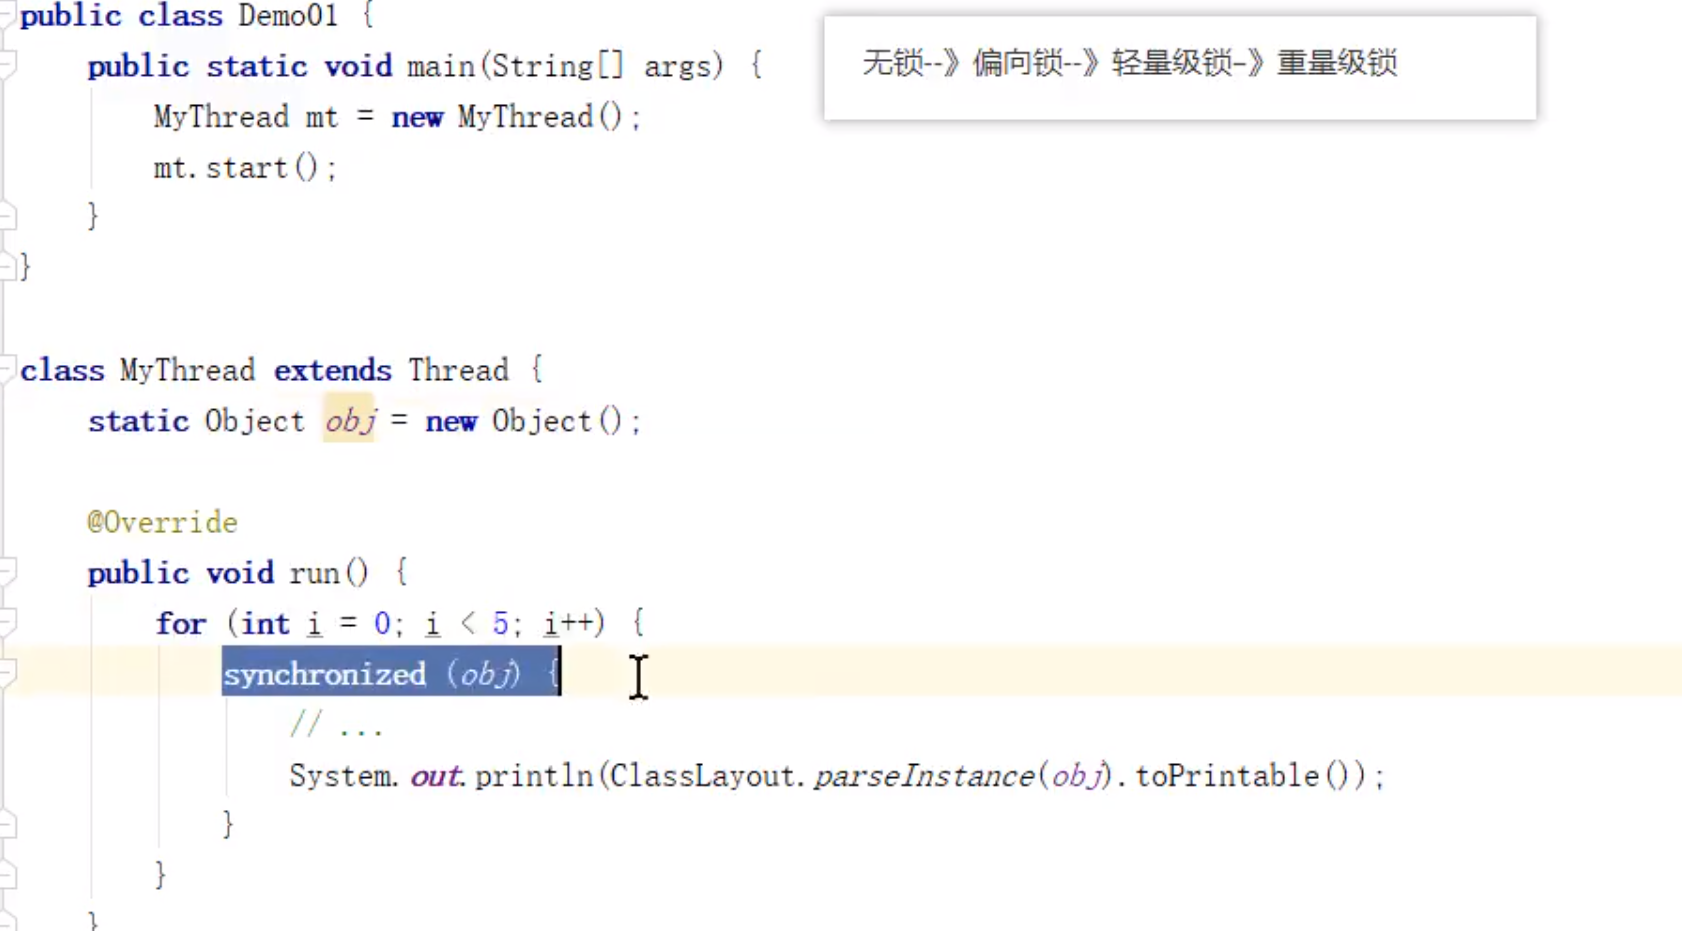 public class Demo01 {
    public static void main(String[] args) {
        MyThread mt = new MyThread();
        mt.start();
    }
}
无锁--》偏向锁--》轻量级锁–》重量级锁
class MyThread extends Thread {
    static Object obj = new Object();
    @Override
    public void run() {
        for (int i = 0; i < 5; i++) {
            synchronized (obj) {
                // ...
                System.out.println(ClassLayout.parseInstance(obj).toPrintable());
            }
        }
    }